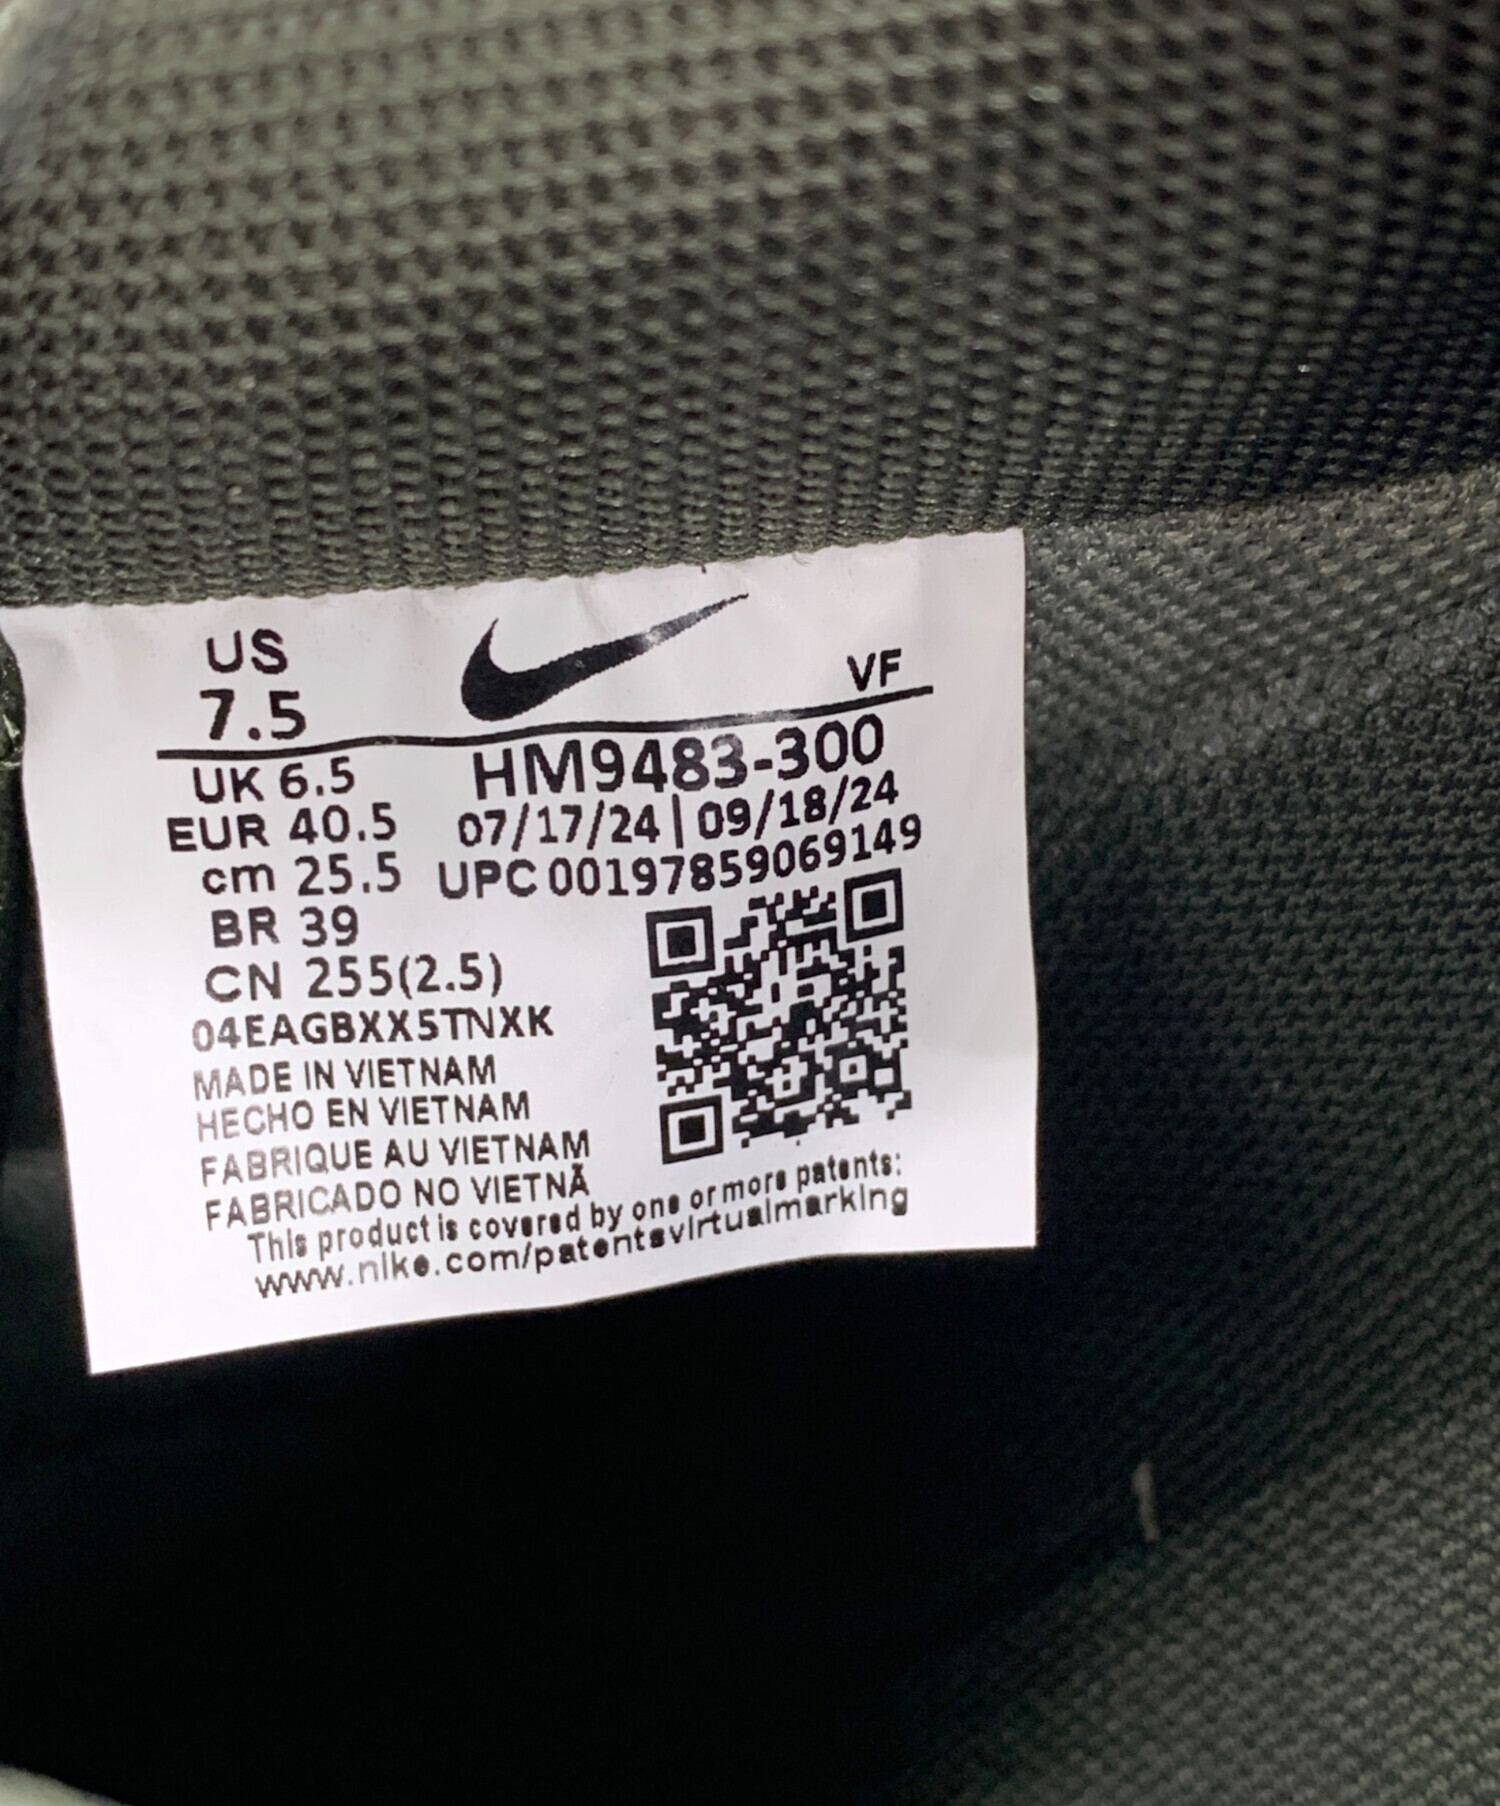 US
7.5
VF
UK 6.5
HM9483-300
EUR 40.5
07/17/24 | 09/18/24
cm 25.5
UPC 00197859069149
BR 39
CN 255(2.5)
04EAGBXX5TNXK
MADE IN VIETNAM
HECHO EN VIETNAM
FABRIQUE AU VIETNAM
FABRICADO NO VIETNÃ
This product is covered by one or more patents:
www.nike.com/patentsvirtualmarking